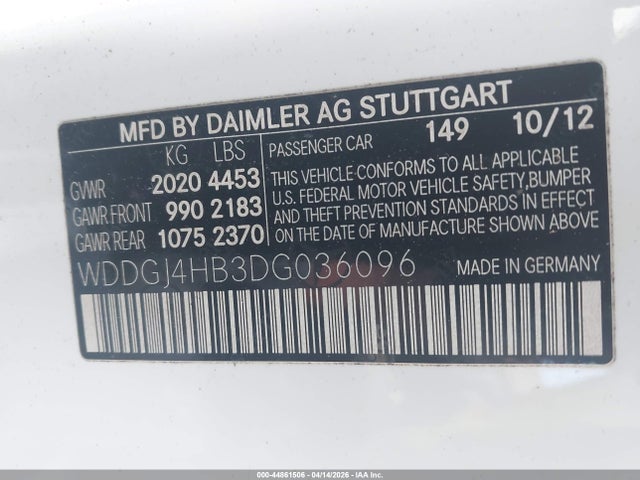 MFD BY DAIMLER AG STUTTGART
KG LBS
GVWR 2020 4453
GAWR FRONT 990 2183
GAWR REAR 1075 2370
PASSENGER CAR 149 10/12
THIS VEHICLE CONFORMS TO ALL APPLICABLE
U.S. FEDERAL MOTOR VEHICLE SAFETY, BUMPER
AND THEFT PREVENTION STANDARDS IN EFFECT
ON THE DATE OF MANUFACTURE SHOWN ABOVE.
WDDGJ4HB3DG036096
MADE IN GERMANY
000-44861506 - 04/14/2026 - IAAI.COM